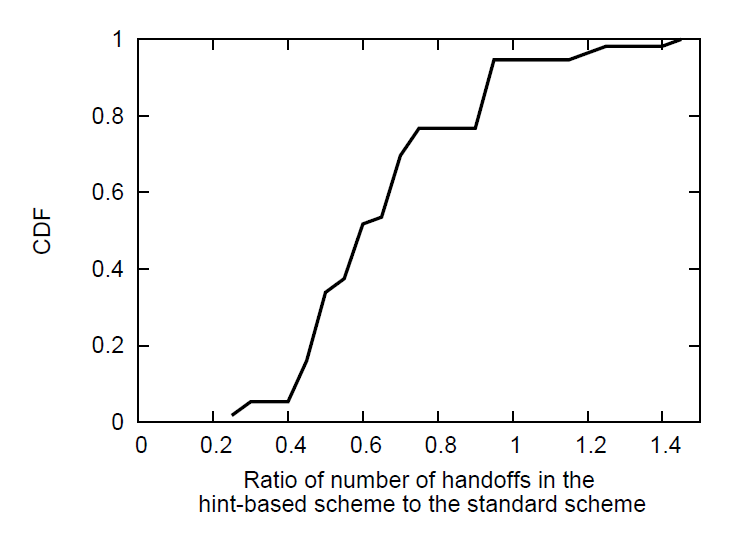 1
0.8
0.6
0.4
0.2
0
CDF
0 0.2 0.4 0.6 0.8 1 1.2 1.4
Ratio of number of handoffs in the
hint-based scheme to the standard scheme